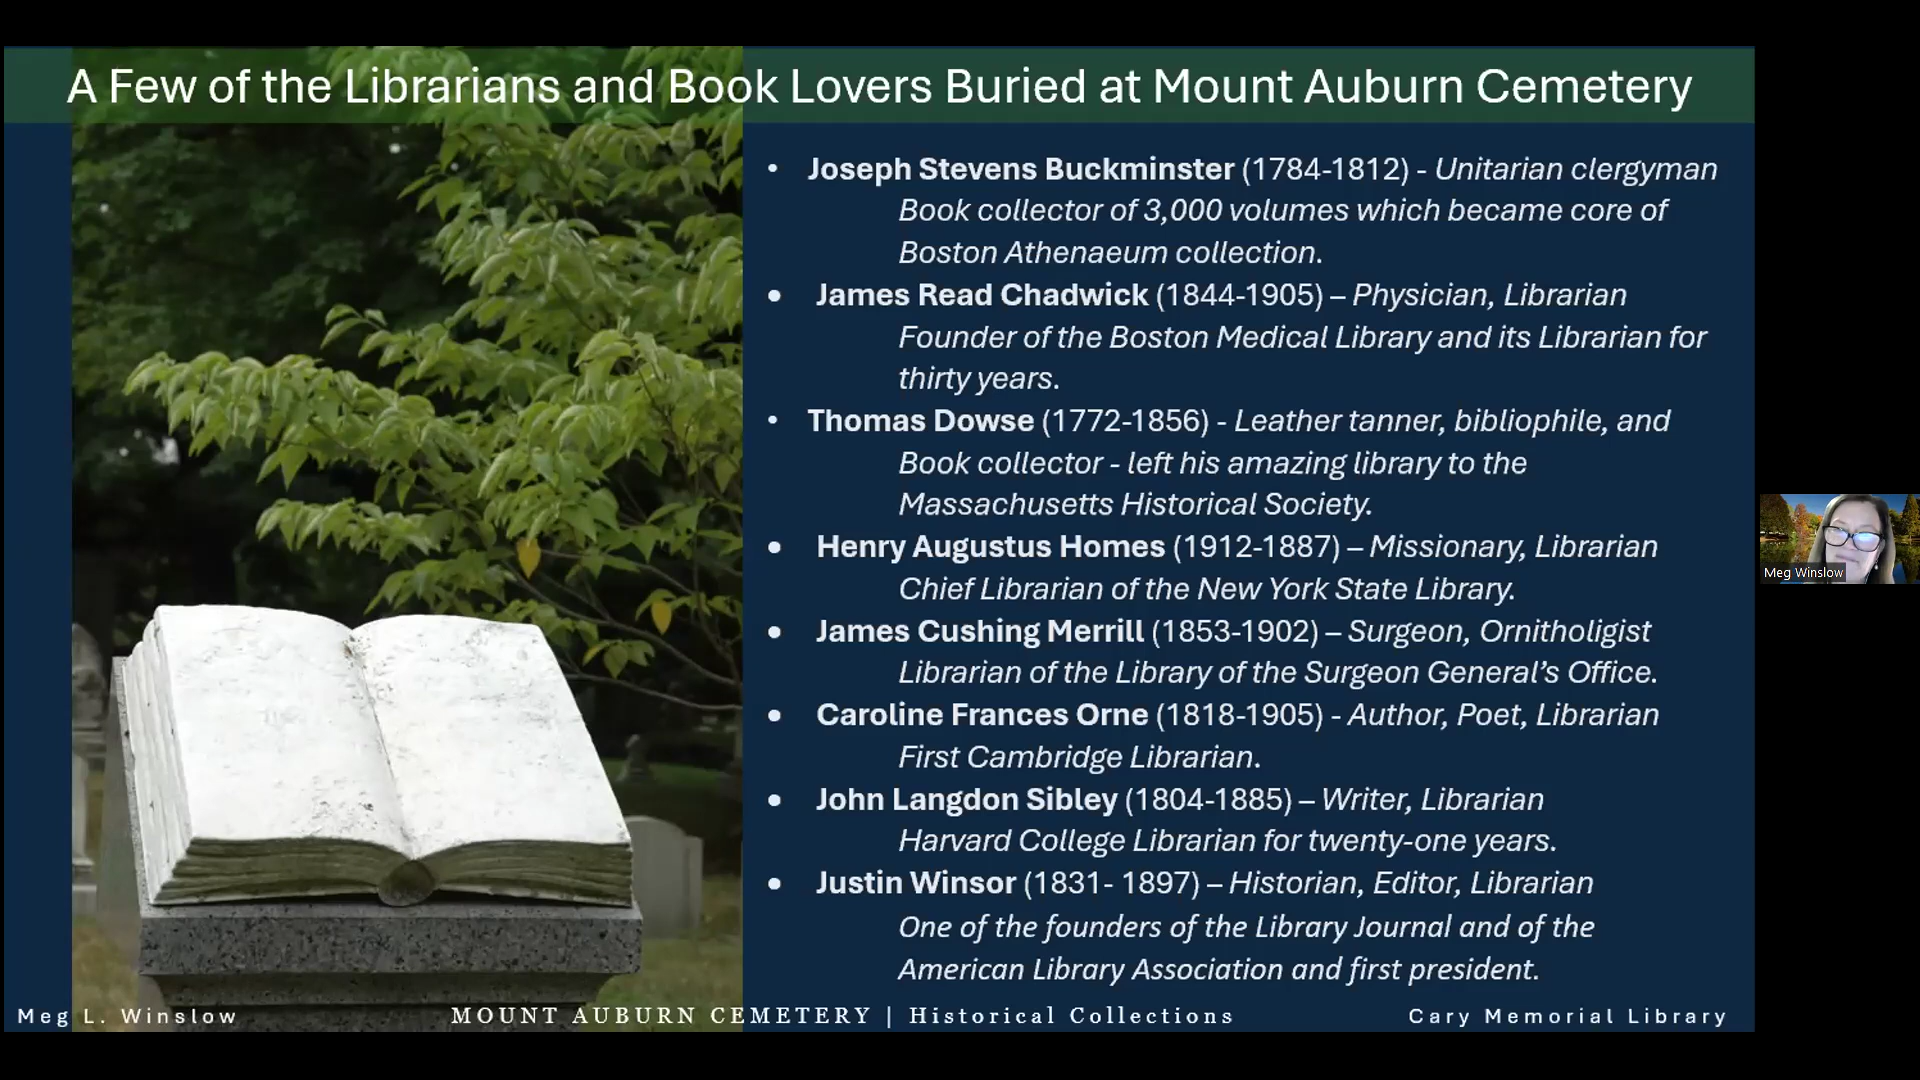 A Few of the Librarians and Book Lovers Buried at Mount Auburn Cemetery
• Joseph Stevens Buckminster (1784-1812) - Unitarian clergyman
Book collector of 3,000 volumes which became core of
Boston Athenaeum collection.
• James Read Chadwick (1844-1905) – Physician, Librarian
Founder of the Boston Medical Library and its Librarian for
thirty years.
• Thomas Dowse (1772-1856) - Leather tanner, bibliophile, and
Book collector - left his amazing library to the
Massachusetts Historical Society.
• Henry Augustus Homes (1912-1887) – Missionary, Librarian
Chief Librarian of the New York State Library.
• James Cushing Merrill (1853-1902) – Surgeon, Ornitholigist
Librarian of the Library of the Surgeon General’s Office.
• Caroline Frances Orne (1818-1905) - Author, Poet, Librarian
First Cambridge Librarian.
• John Langdon Sibley (1804-1885) – Writer, Librarian
Harvard College Librarian for twenty-one years.
• Justin Winsor (1831- 1897) – Historian, Editor, Librarian
One of the founders of the Library Journal and of the
American Library Association and first president.
Meg L. Winslow
MOUNT AUBURN CEMETERY | Historical Collections
Cary Memorial Library
Meg Winslow